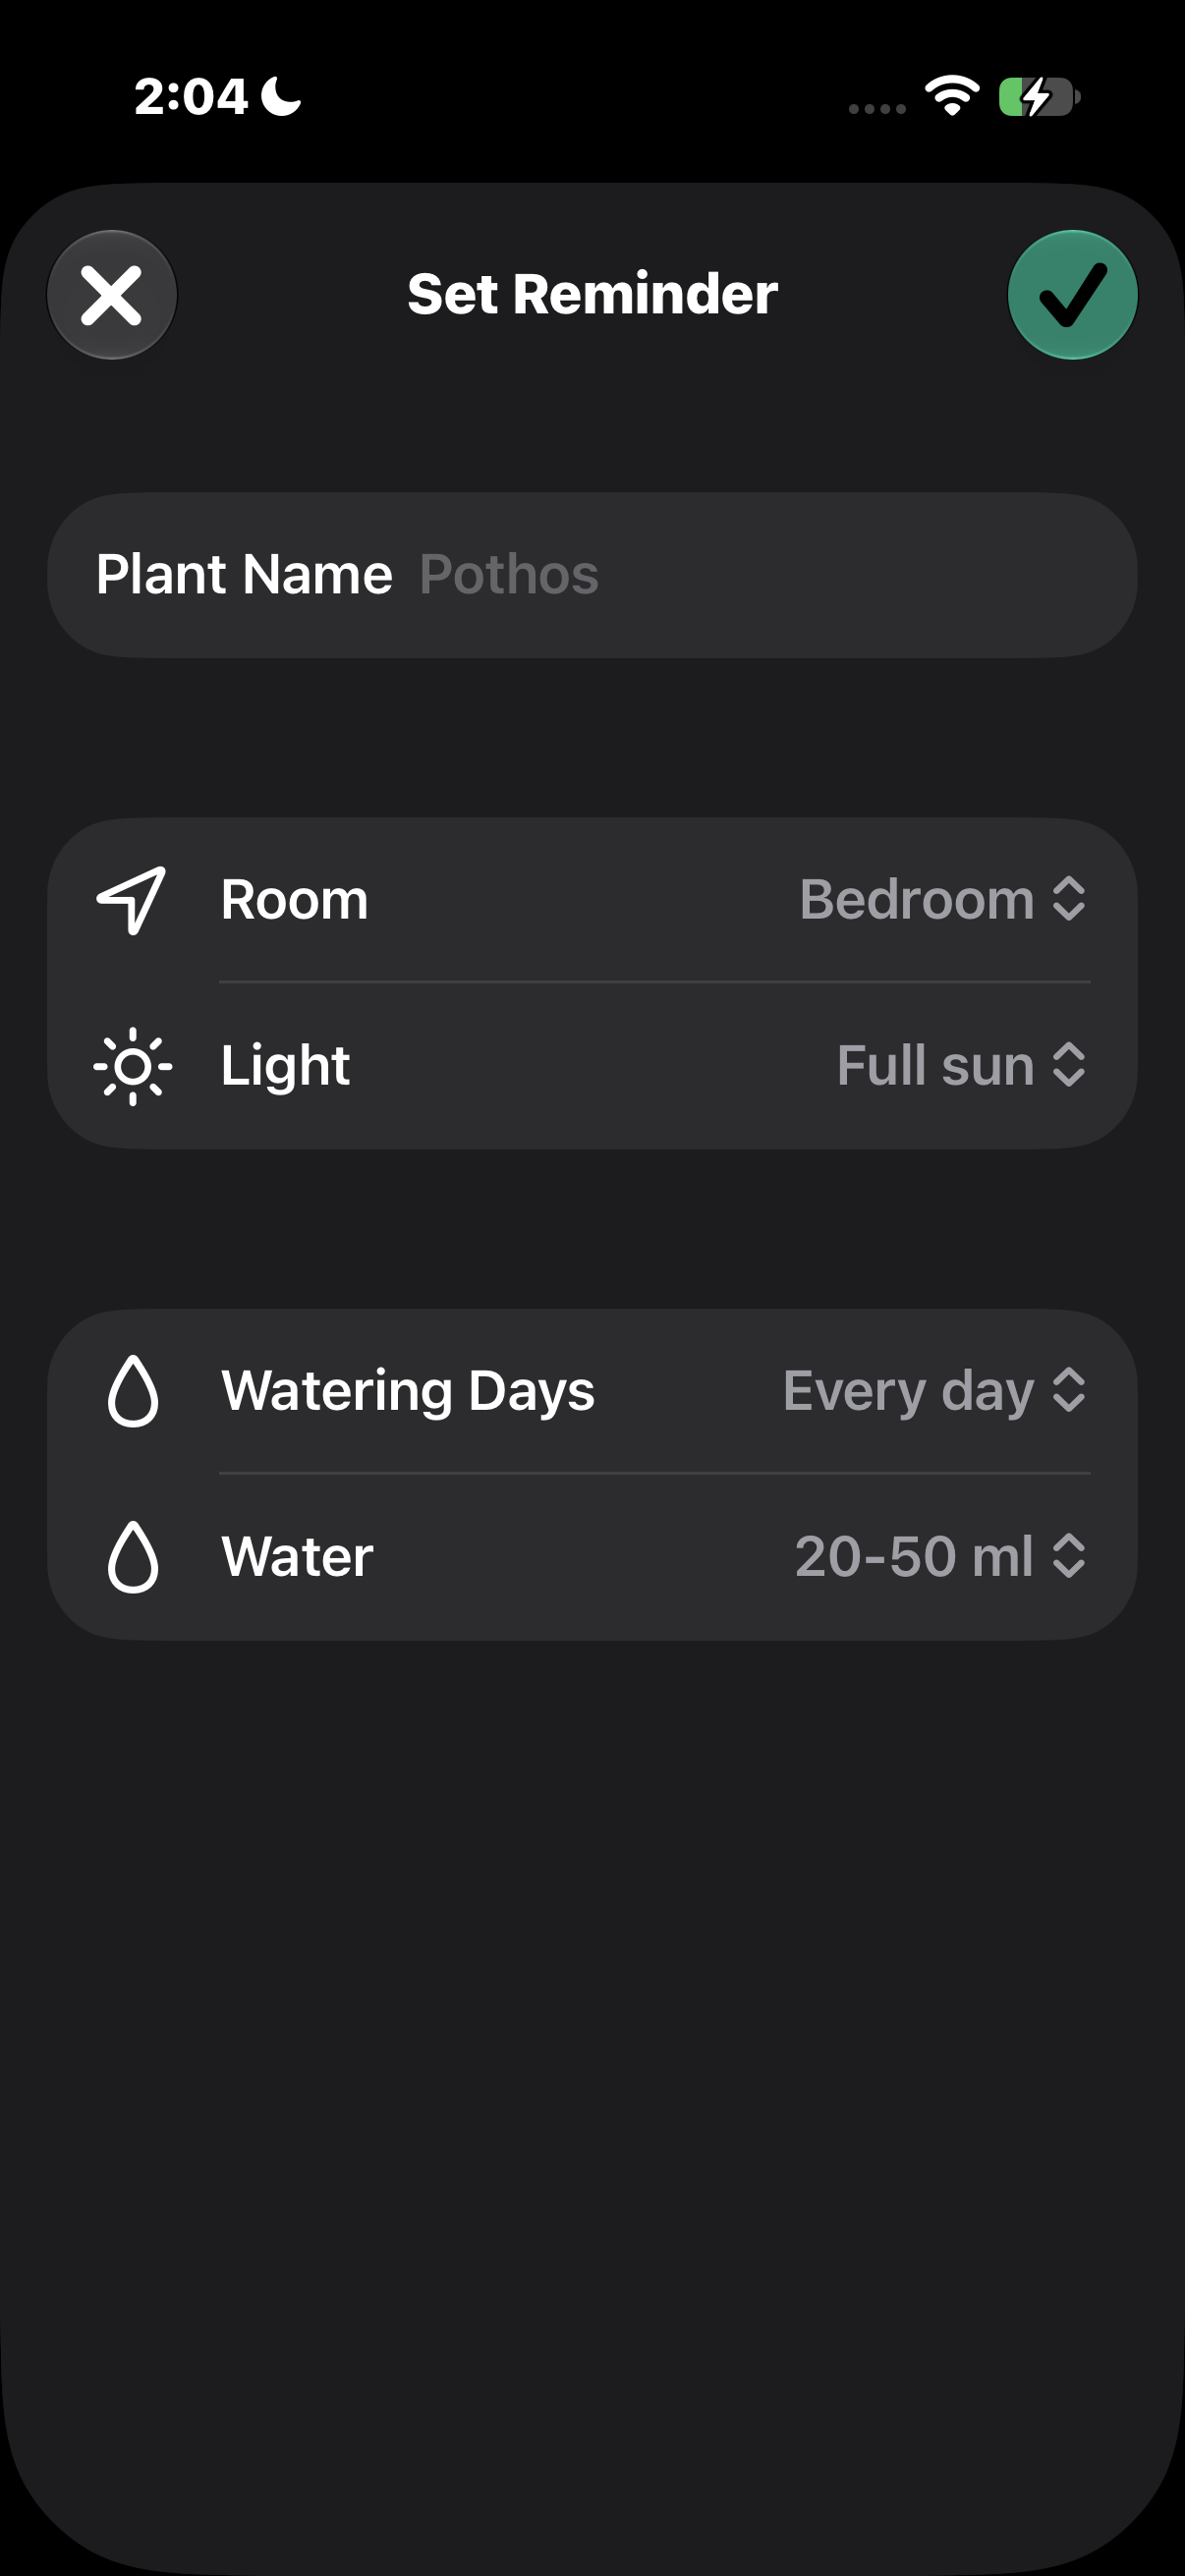 2:04
Set Reminder
Plant Name Pothos
Room Bedroom
Light Full sun
Watering Days Every day
Water 20-50 ml